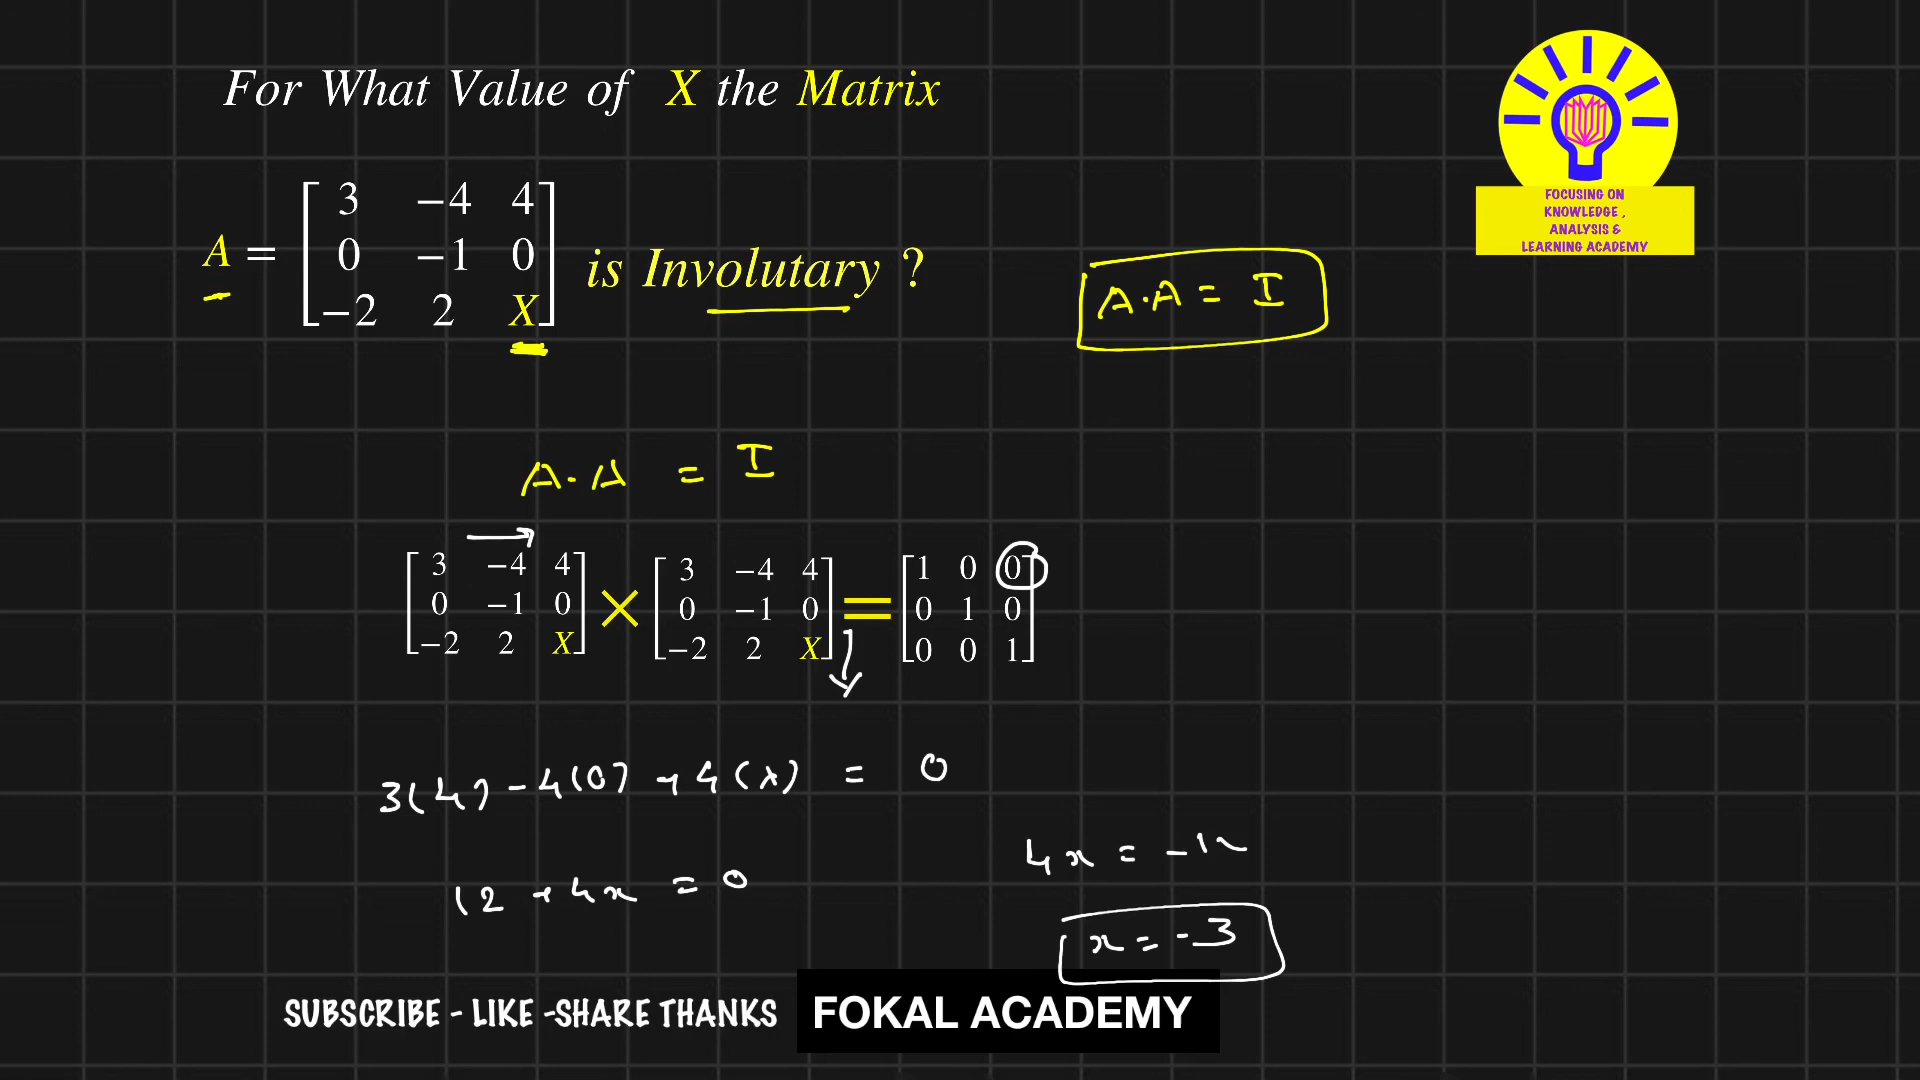 For What Value of X the Matrix
FOCUSING ON
KNOWLEDGE ,
ANALYSIS &
LEARNING ACADEMY
A = [3 −4 4]
[0 −1 0]
[−2 2 X]
is Involutary ?
A·A = I
A·A = I
[3 −4 4] × [3 −4 4] = [1 0 0]
[0 −1 0] [0 −1 0] [0 1 0]
[−2 2 X] [−2 2 X] [0 0 1]
3(4) - 4(0) + 4(x) = 0
12 + 4x = 0
4x = -12
x = -3
SUBSCRIBE - LIKE -SHARE THANKS
FOKAL ACADEMY